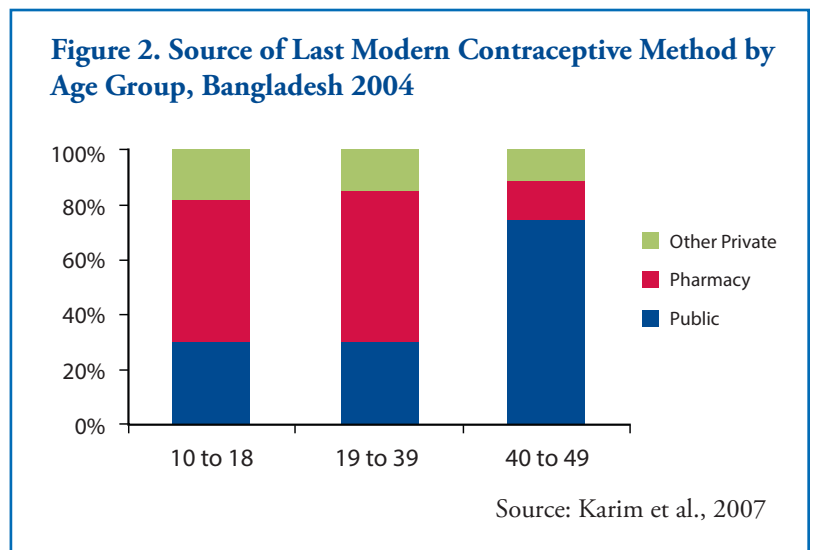 Figure 2. Source of Last Modern Contraceptive Method by
Age Group, Bangladesh 2004
100%
80%
60%
40%
20%
0%
10 to 18
19 to 39
40 to 49
Other Private
Pharmacy
Public
Source: Karim et al., 2007